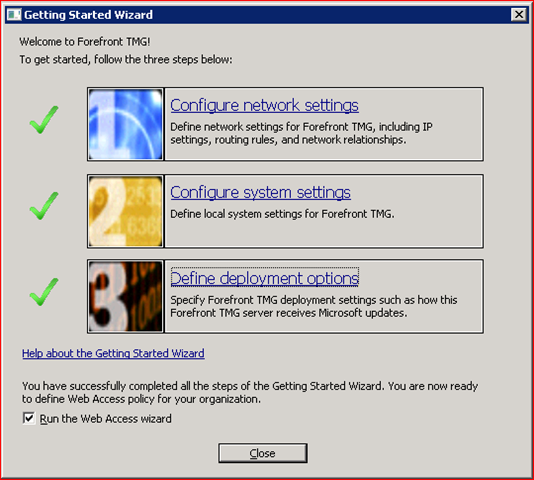 Getting Started Wizard
Welcome to Forefront TMG!
To get started, follow the three steps below:
1
Configure network settings
Define network settings for Forefront TMG, including IP
settings, routing rules, and network relationships.
2
Configure system settings
Define local system settings for Forefront TMG.
3
Define deployment options
Specify Forefront TMG deployment settings such as how this
Forefront TMG server receives Microsoft updates.
Help about the Getting Started Wizard
You have successfully completed all the steps of the Getting Started Wizard. You are now ready
to define Web Access policy for your organization.
Run the Web Access wizard
Close